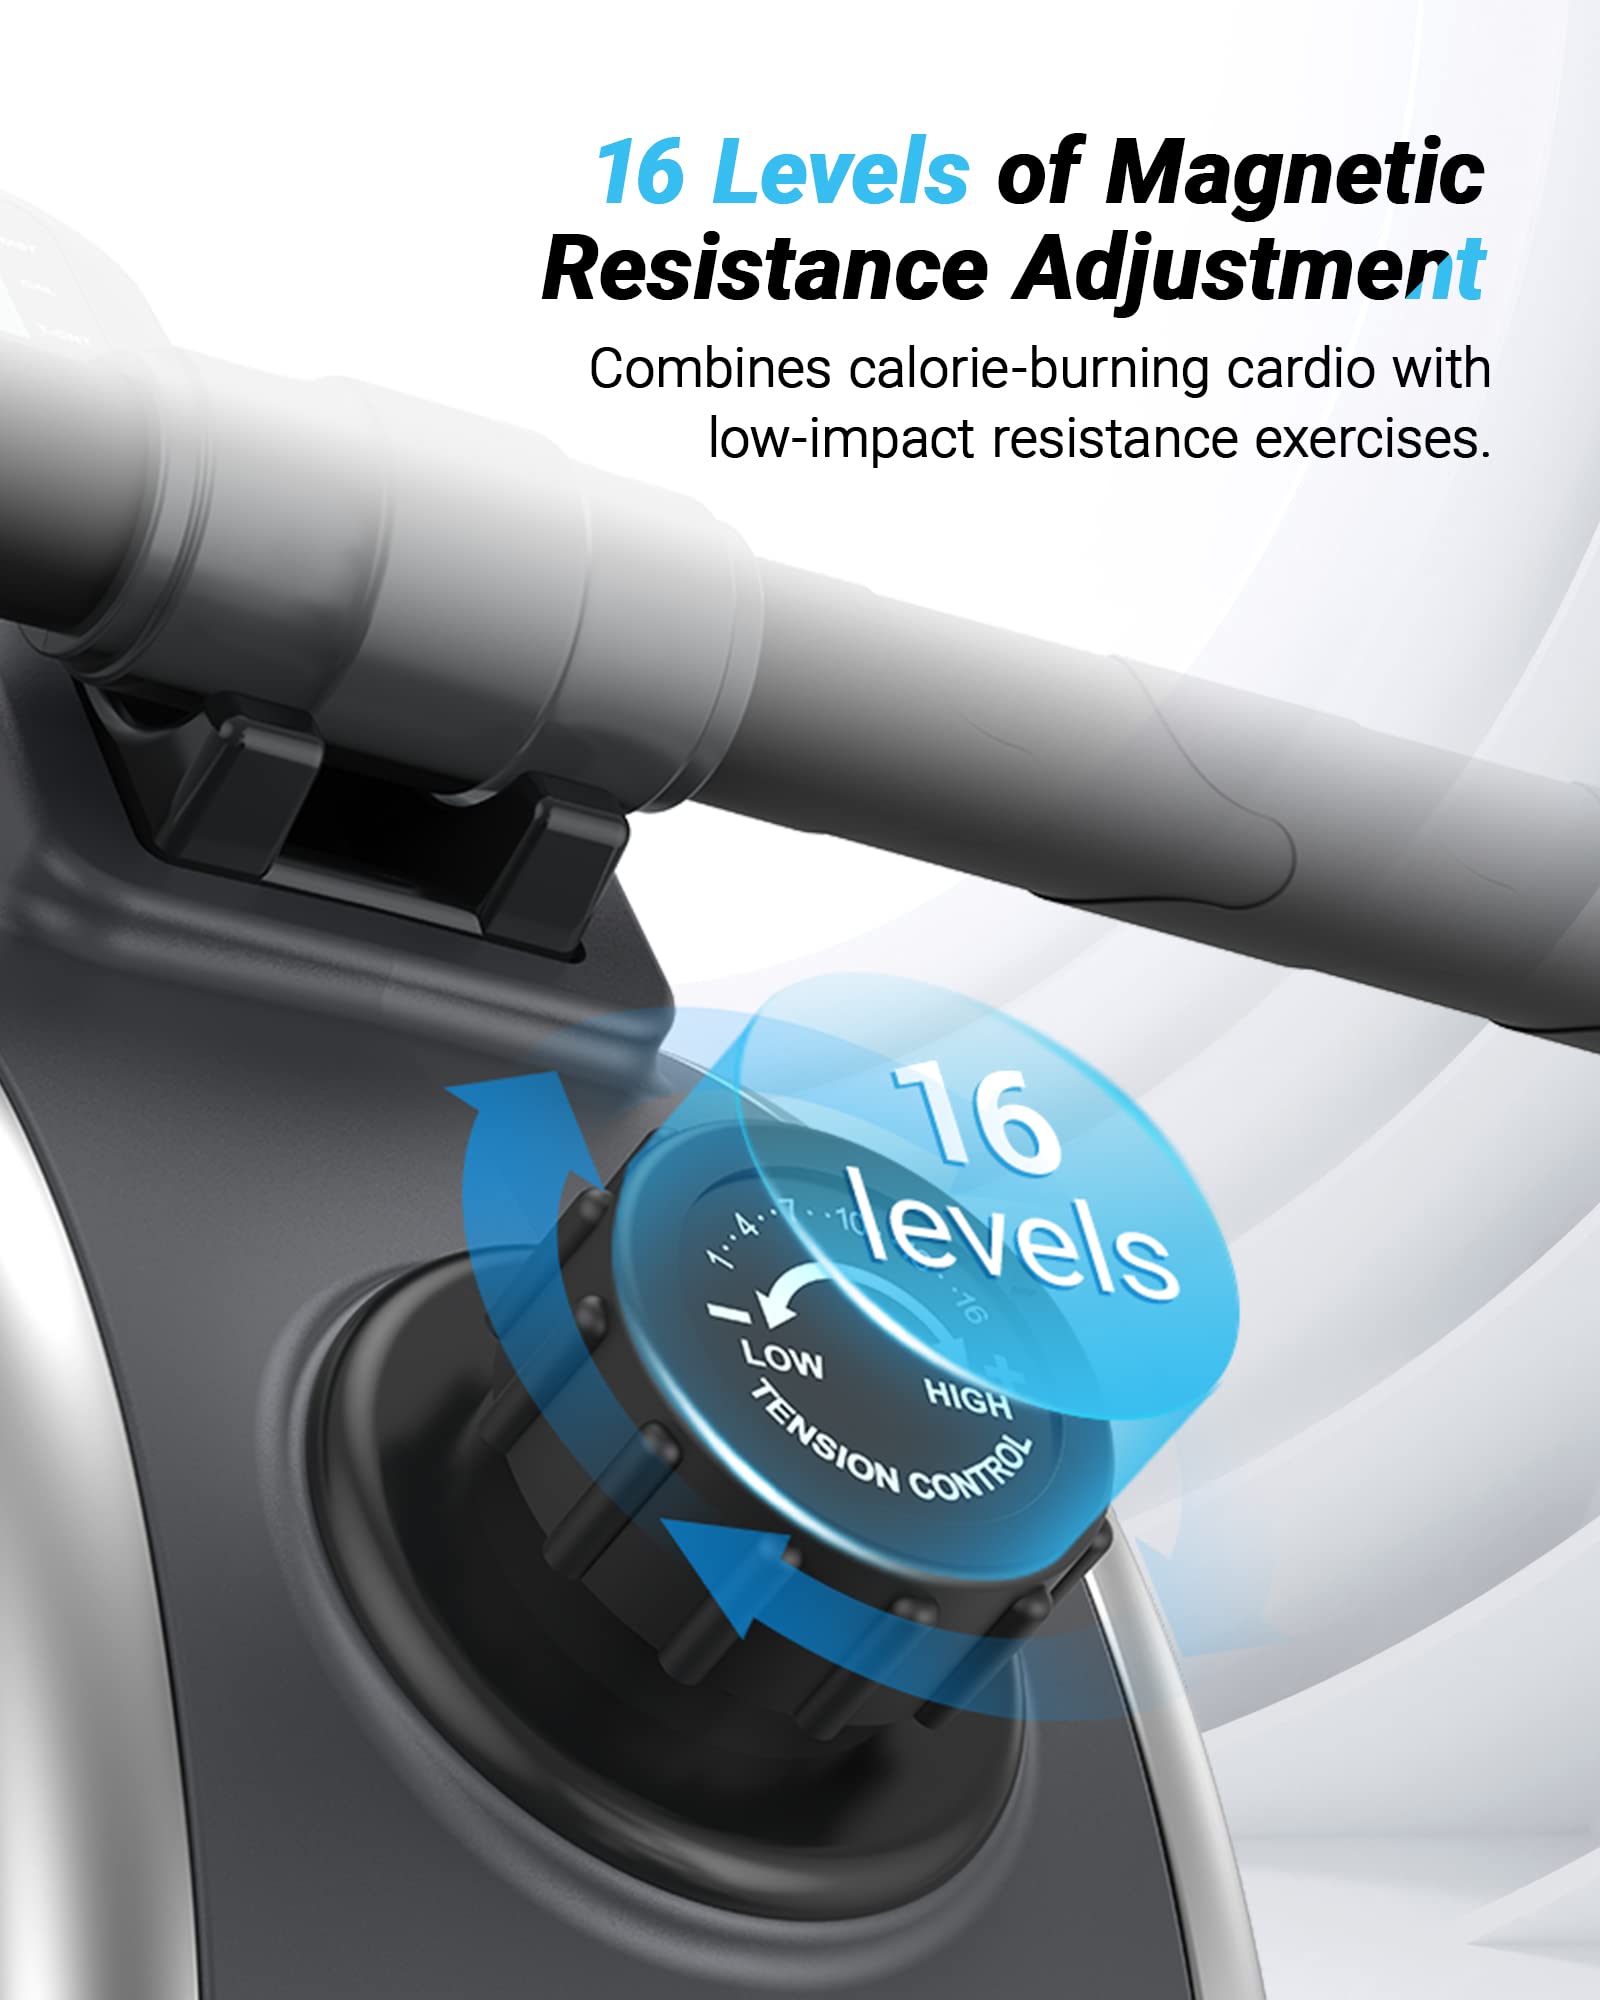 16 Levels of Magnetic
Resistance Adjustment
Combines calorie-burning cardio with
low-impact resistance exercises.
16
levels
1··4··7··10
·16
LOW
HIGH
TENSION CONTROL